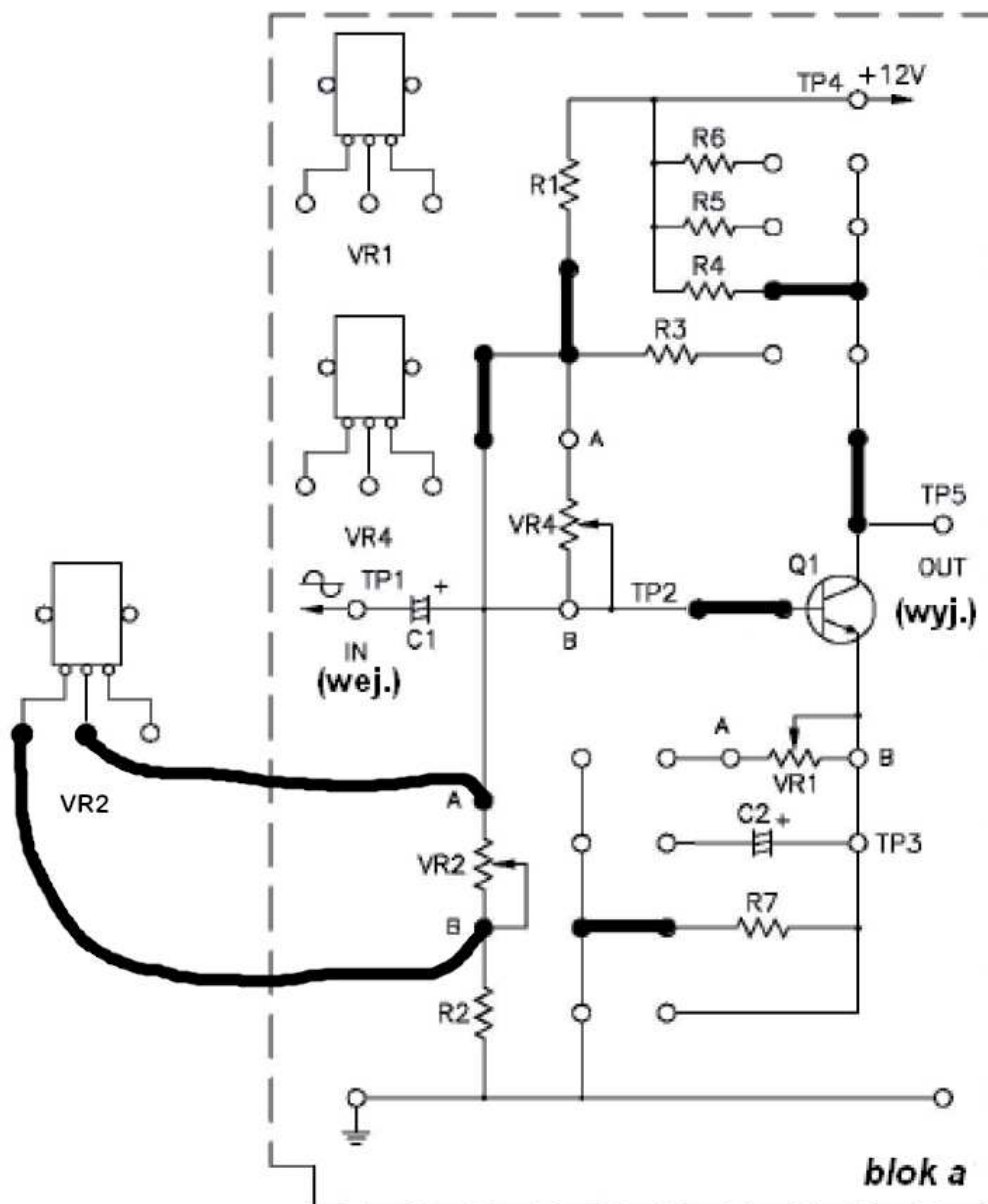 TP4 +12V
R6
R1
R5
VR1
R4
R3
A
TP5
VR4
VR4
Q1
OUT
TP1 +
TP2
(wyj.)
C1
IN
B
(wej.)
A
B
VR1
VR2
A
C2 +
TP3
VR2
R7
B
R2
blok a